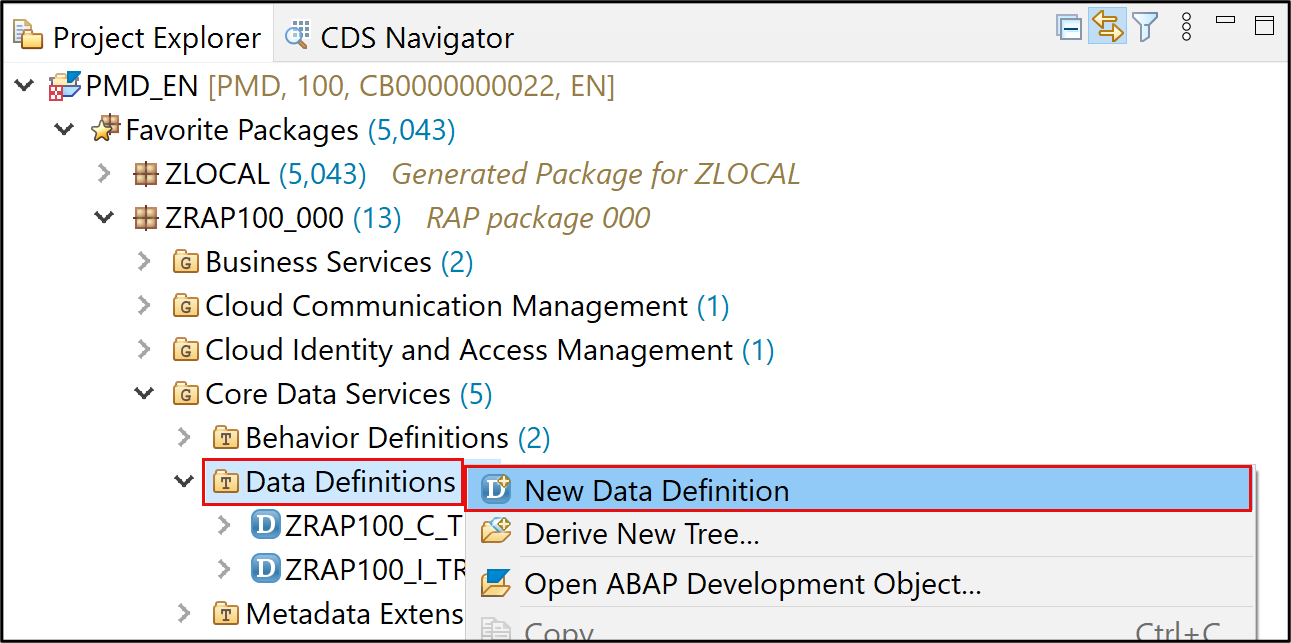 Project Explorer CDS Navigator
PMD_EN [PMD, 100, CB0000000022, EN]
Favorite Packages (5,043)
ZLOCAL (5,043) Generated Package for ZLOCAL
ZRAP100_000 (13) RAP package 000
G Business Services (2)
G Cloud Communication Management (1)
G Cloud Identity and Access Management (1)
G Core Data Services (5)
T Behavior Definitions (2)
T Data Definitions
D New Data Definition
D ZRAP100_C_T
Derive New Tree...
D ZRAP100_I_TR
Open ABAP Development Object...
T Metadata Extens
Copy Ctrl+C